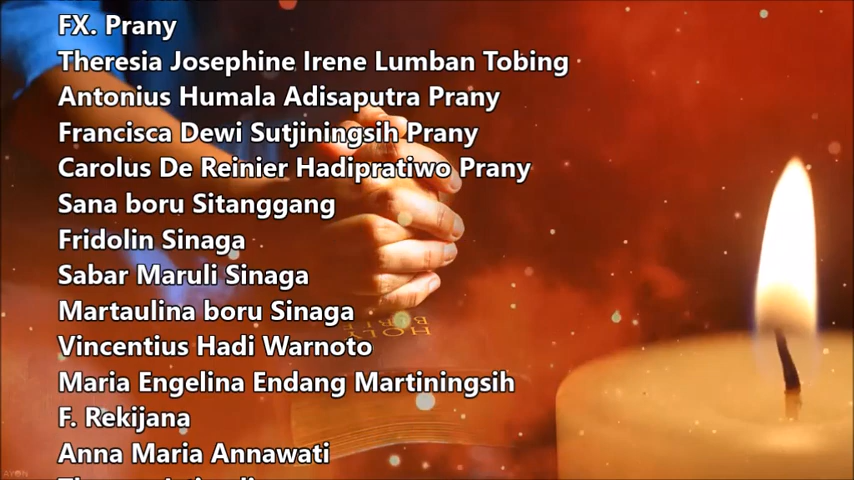 FX. Prany
Theresia Josephine Irene Lumban Tobing
Antonius Humala Adisaputra Prany
Francisca Dewi Sutjiningsih Prany
Carolus De Reinier Hadipratiwo Prany
Sana boru Sitanggang
Fridolin Sinaga
Sabar Maruli Sinaga
Martaulina boru Sinaga
Vincentius Hadi Warnoto
Maria Engelina Endang Martiningsih
F. Rekijana
Anna Maria Annawati
HOLY
BIBLE